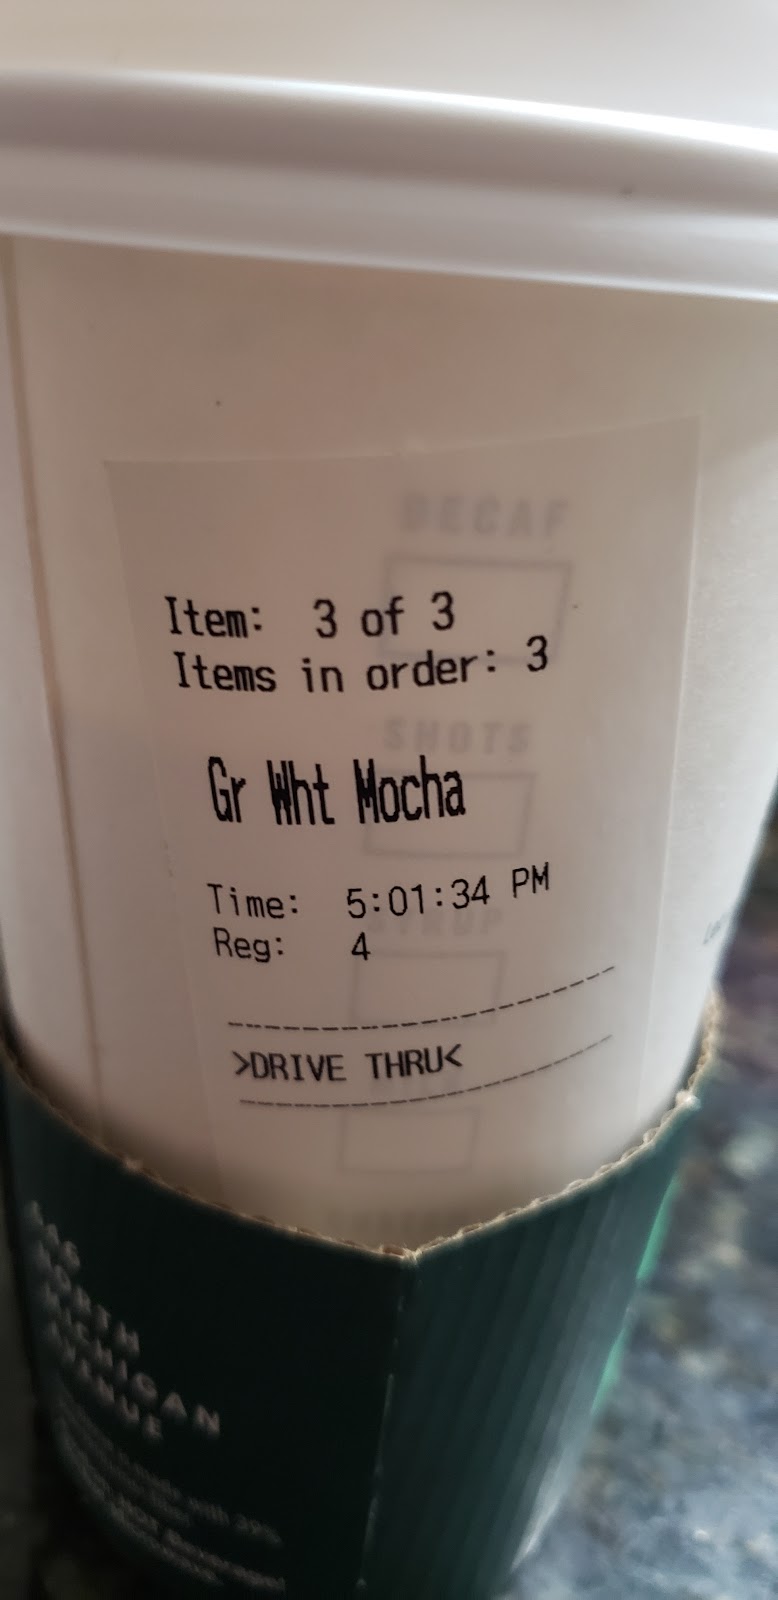 DECAF
Item: 3 of 3
Items in order: 3
SHOTS
Gr Wht Mocha
Time: 5:01:34 PM
Reg: 4
SYRUP
>DRIVE THRU<
NORTH
MICHIGAN
AVENUE